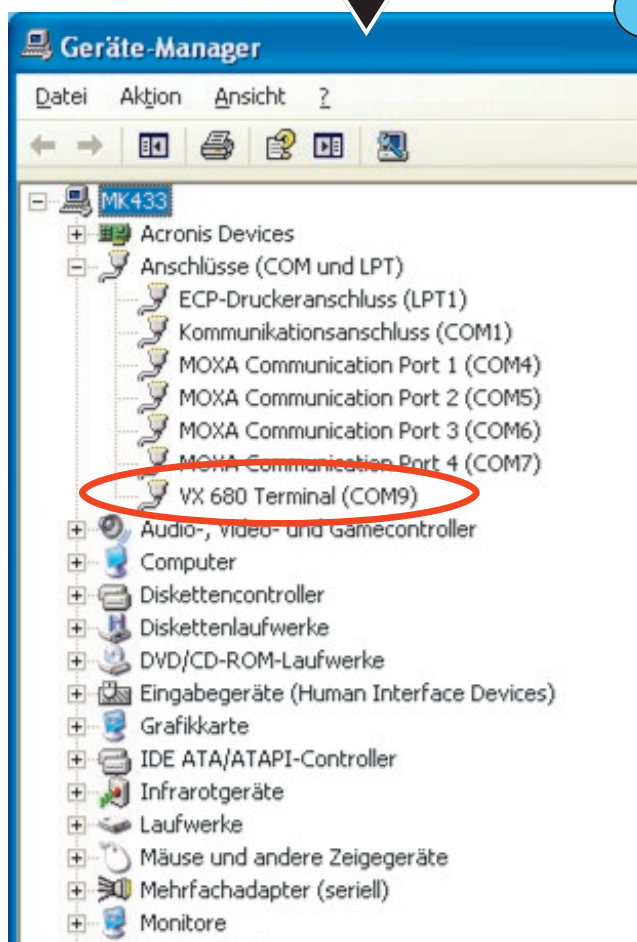 Geräte-Manager
Datei Aktion Ansicht ?
MK433
Acronis Devices
Anschlüsse (COM und LPT)
ECP-Druckeranschluss (LPT1)
Kommunikationsanschluss (COM1)
MOXA Communication Port 1 (COM4)
MOXA Communication Port 2 (COM5)
MOXA Communication Port 3 (COM6)
MOXA Communication Port 4 (COM7)
VX 680 Terminal (COM9)
Audio-, Video- und Gamecontroller
Computer
Diskettencontroller
Diskettenlaufwerke
DVD/CD-ROM-Laufwerke
Eingabegeräte (Human Interface Devices)
Grafikkarte
IDE ATA/ATAPI-Controller
Infrarotgeräte
Laufwerke
Mäuse und andere Zeigegeräte
Mehrfachadapter (seriell)
Monitore